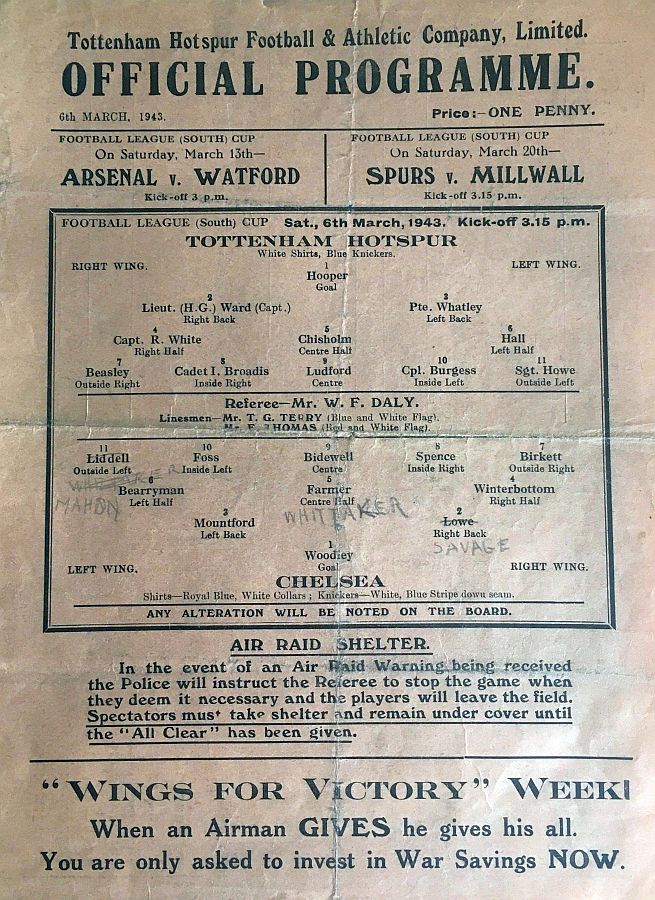 Tottenham Hotspur Football & Athletic Company, Limited.
OFFICIAL PROGRAMME.
6th MARCH, 1943. Price:-ONE PENNY.
FOOTBALL LEAGUE (SOUTH) CUP
On Saturday, March 13th—
ARSENAL v. WATFORD
Kick-off 3 p.m.
FOOTBALL LEAGUE (SOUTH) CUP
On Saturday, March 20th—
SPURS v. MILLWALL
Kick-off 3.15 p.m.
FOOTBALL LEAGUE (South) CUP Sat., 6th March, 1943. Kick-off 3.15 p.m.
TOTTENHAM HOTSPUR
White Shirts, Blue Knickers.
RIGHT WING. 1 LEFT WING.
Hooper
Goal
2 3
Lieut. (H.G.) Ward (Capt.) Pte. Whatley
Right Back Left Back
4 5 6
Capt. R. White Chisholm Hall
Right Half Centre Half Left Half
7 8 9 10 11
Beasley Cadet I. Broadis Ludford Cpl. Burgess Sgt. Howe
Outside Right Inside Right Centre Inside Left Outside Left
Referee—Mr. W. F. DALY.
Linesmen—Mr. T. G. TERRY (Blue and White Flag).
Mr. E. THOMAS (Red and White Flag).
11 10 9 8 7
Liddell Foss Bidewell Spence Birkett
Outside Left Inside Left Centre Inside Right Outside Right
WHITTAKER
6 5 4
Bearryman Farmer Winterbottom
Left Half Centre Half Right Half
MAHON WHITTAKER
3 2
Mountford Lowe
Left Back Right Back
SAVAGE
1
Woodley
LEFT WING. Goal RIGHT WING.
CHELSEA
Shirts—Royal Blue, White Collars; Knickers—White, Blue Stripe down seam.
ANY ALTERATION WILL BE NOTED ON THE BOARD.
AIR RAID SHELTER.
In the event of an Air Raid Warning being received
the Police will instruct the Referee to stop the game when
they deem it necessary and the players will leave the field.
Spectators must take shelter and remain under cover until
the "All Clear" has been given.
"WINGS FOR VICTORY" WEEK!
When an Airman GIVES he gives his all.
You are only asked to invest in War Savings NOW.